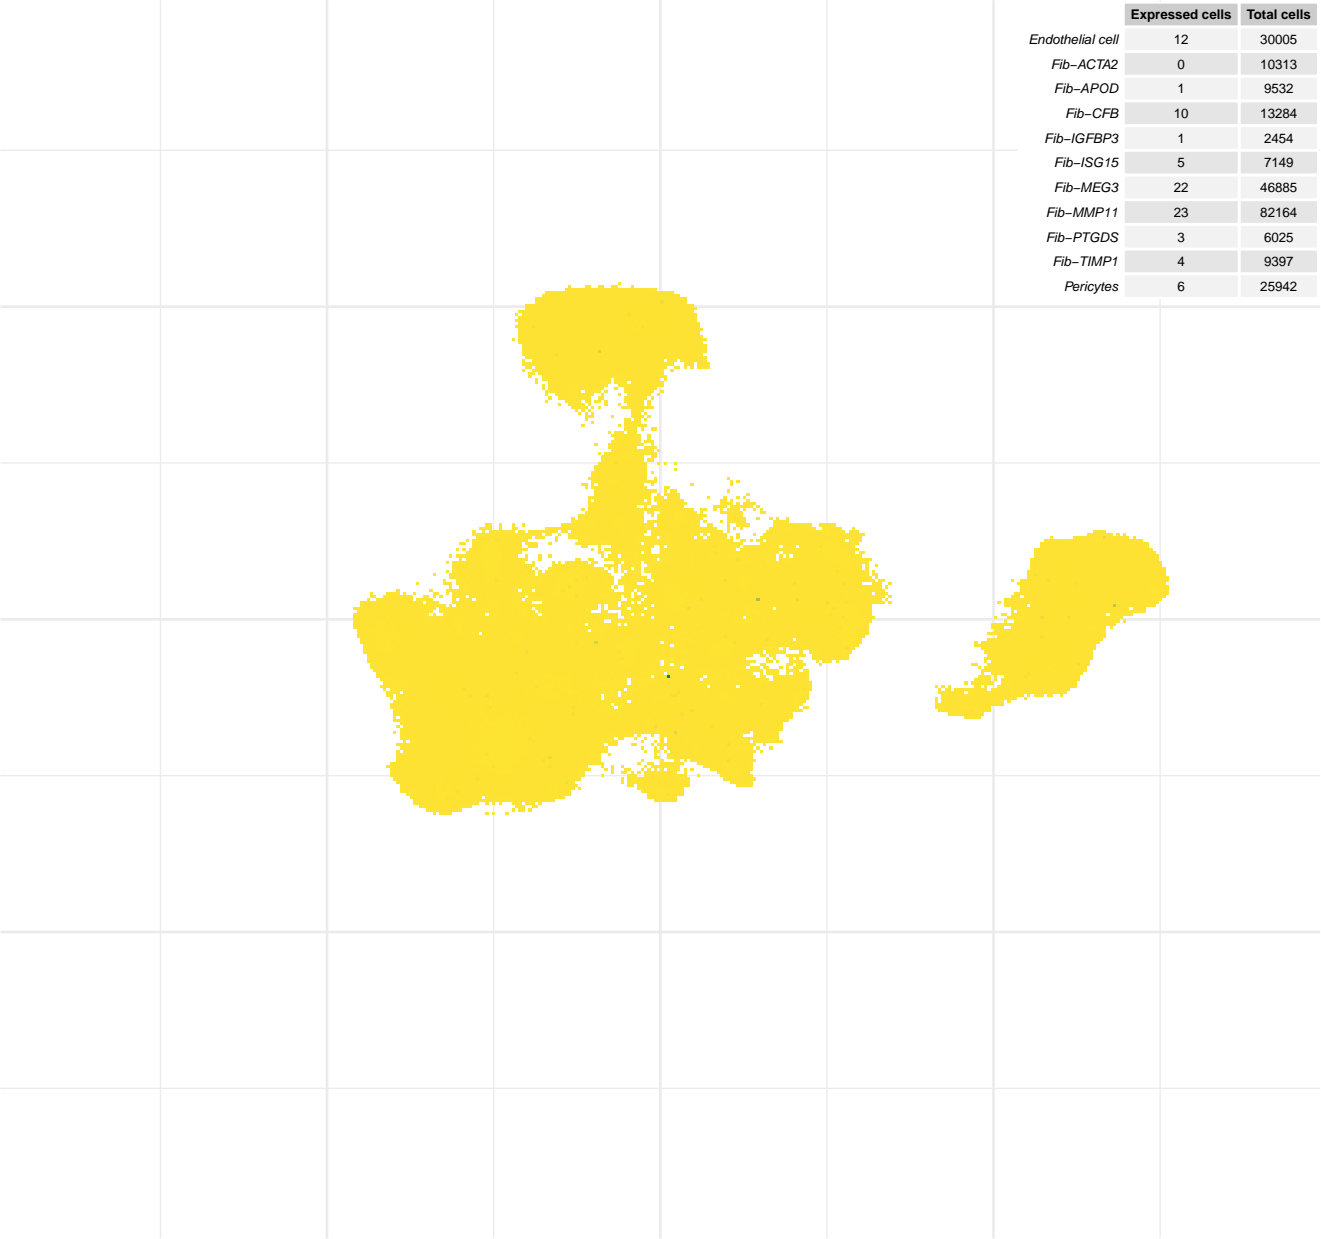 Expressed cells Total cells
Endothelial cell 12 30005
Fib−ACTA2 0 10313
Fib−APOD 1 9532
Fib−CFB 10 13284
Fib−IGFBP3 1 2454
Fib−ISG15 5 7149
Fib−MEG3 22 46885
Fib−MMP11 23 82164
Fib−PTGDS 3 6025
Fib−TIMP1 4 9397
Pericytes 6 25942